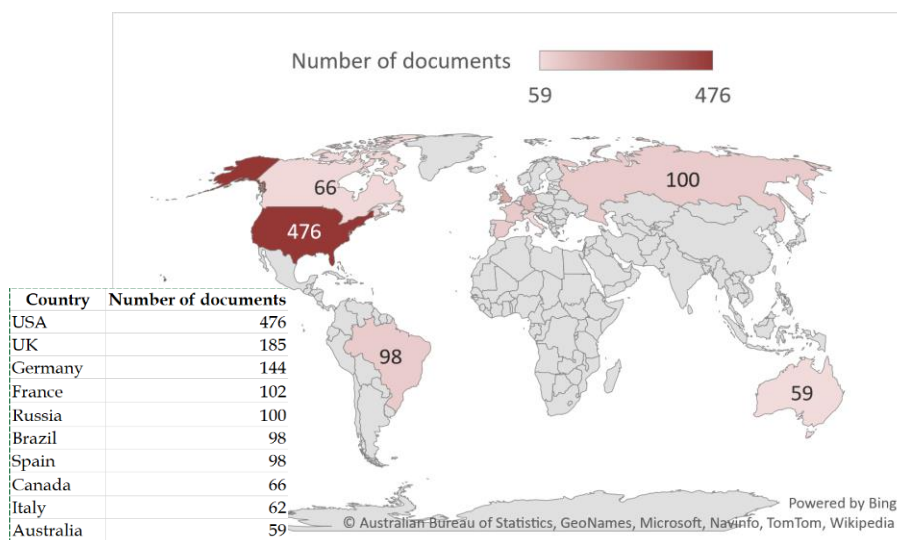 Number of documents
59 476
66
100
476
98
59
Country Number of documents
USA 476
UK 185
Germany 144
France 102
Russia 100
Brazil 98
Spain 98
Canada 66
Italy 62
Australia 59
Powered by Bing
© Australian Bureau of Statistics, GeoNames, Microsoft, Navinfo, TomTom, Wikipedia